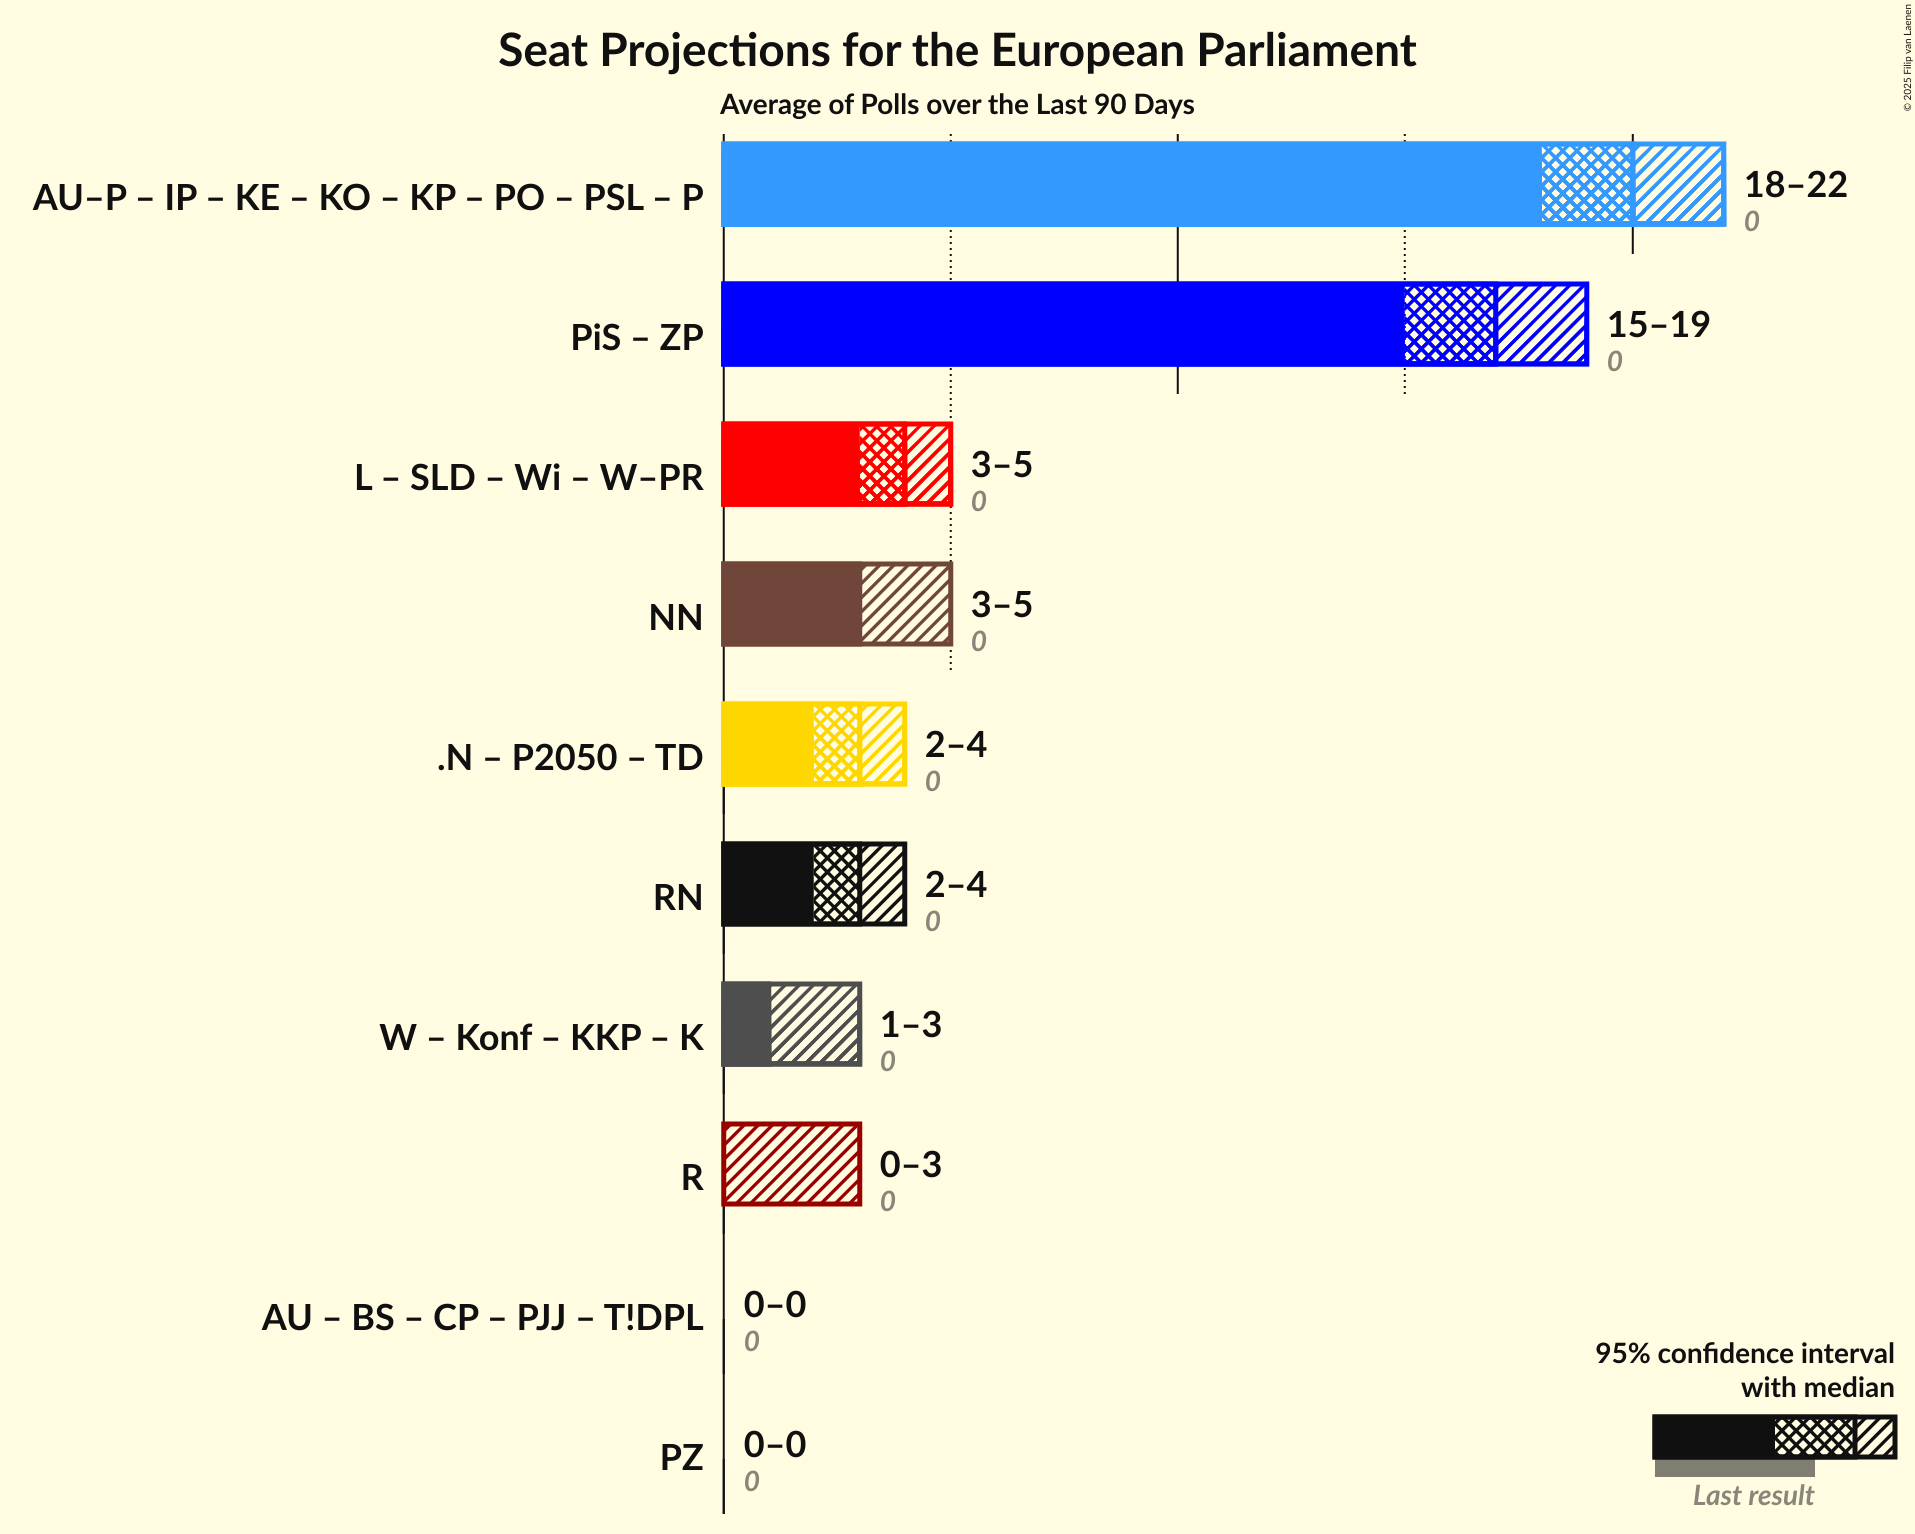 Seat Projections for the European Parliament
Average of Polls over the Last 90 Days
© 2025 Filip van Laenen
AU–P – IP – KE – KO – KP – PO – PSL – P
18–22
0
PiS – ZP
15–19
0
L – SLD – Wi – W–PR
3–5
0
NN
3–5
0
.N – P2050 – TD
2–4
0
RN
2–4
0
W – Konf – KKP – K
1–3
0
R
0–3
0
AU – BS – CP – PJJ – T!DPL
0–0
0
PZ
0–0
0
95% confidence interval
with median
Last result